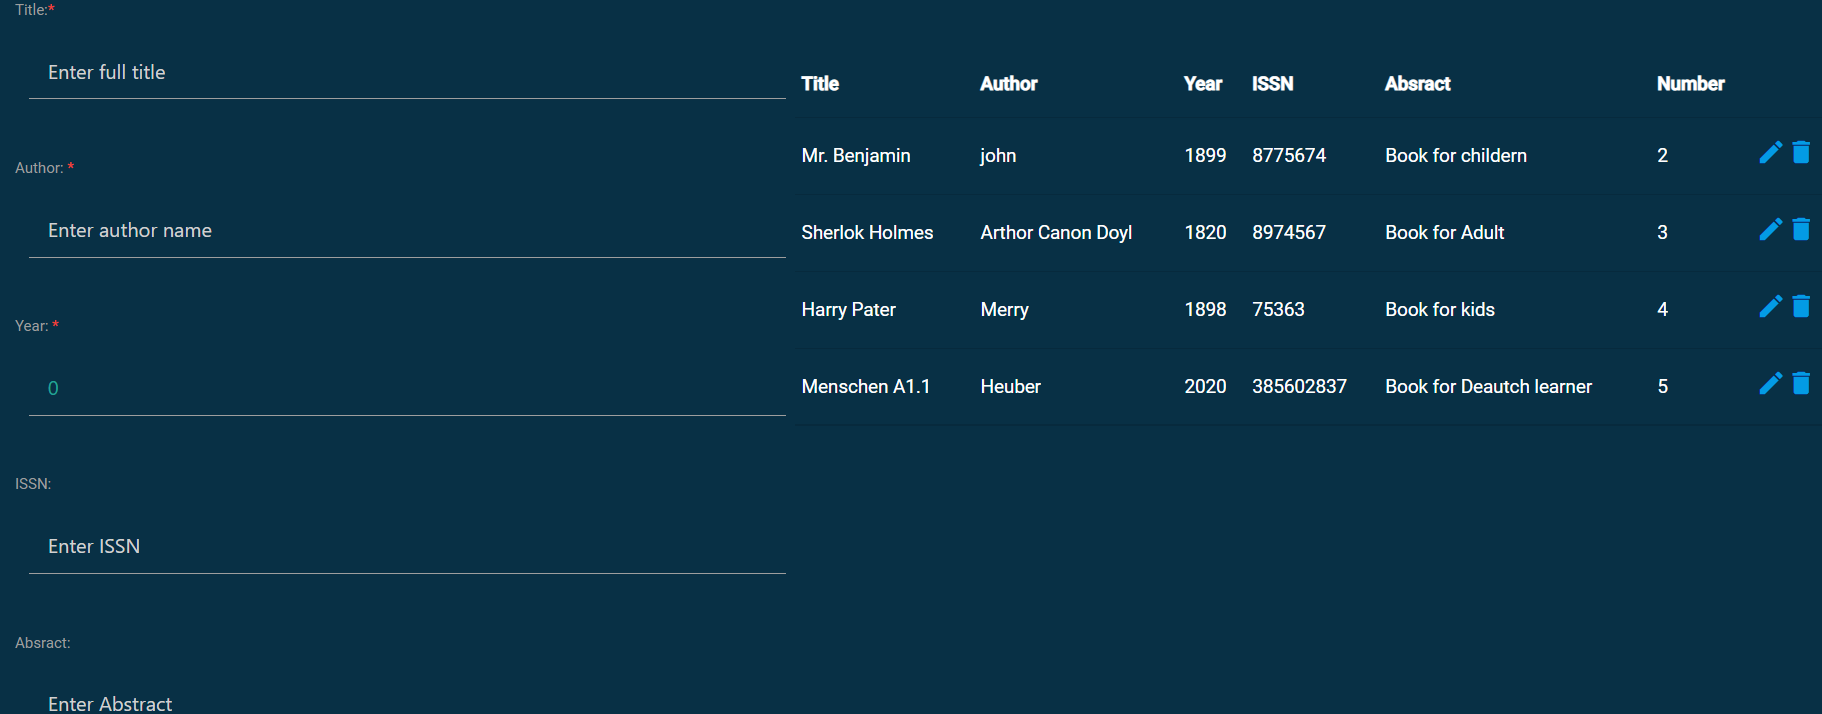 Title:*
Enter full title
Author: *
Enter author name
Year: *
0
ISSN:
Enter ISSN
Absract:
Enter Abstract
Title Author Year ISSN Absract Number
Mr. Benjamin john 1899 8775674 Book for childern 2
Sherlok Holmes Arthor Canon Doyl 1820 8974567 Book for Adult 3
Harry Pater Merry 1898 75363 Book for kids 4
Menschen A1.1 Heuber 2020 385602837 Book for Deautch learner 5